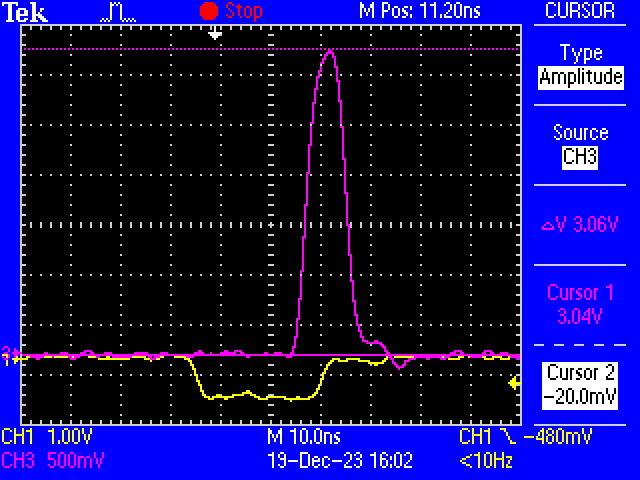 Tek Stop M Pos: 11.20ns CURSOR
Type
Amplitude
Source
CH3
△V 3.06V
Cursor 1
3.04V
Cursor 2
−20.0mV
CH1 1.00V M 10.0ns CH1 \ −480mV
CH3 500mV 19-Dec-23 16:02 <10Hz